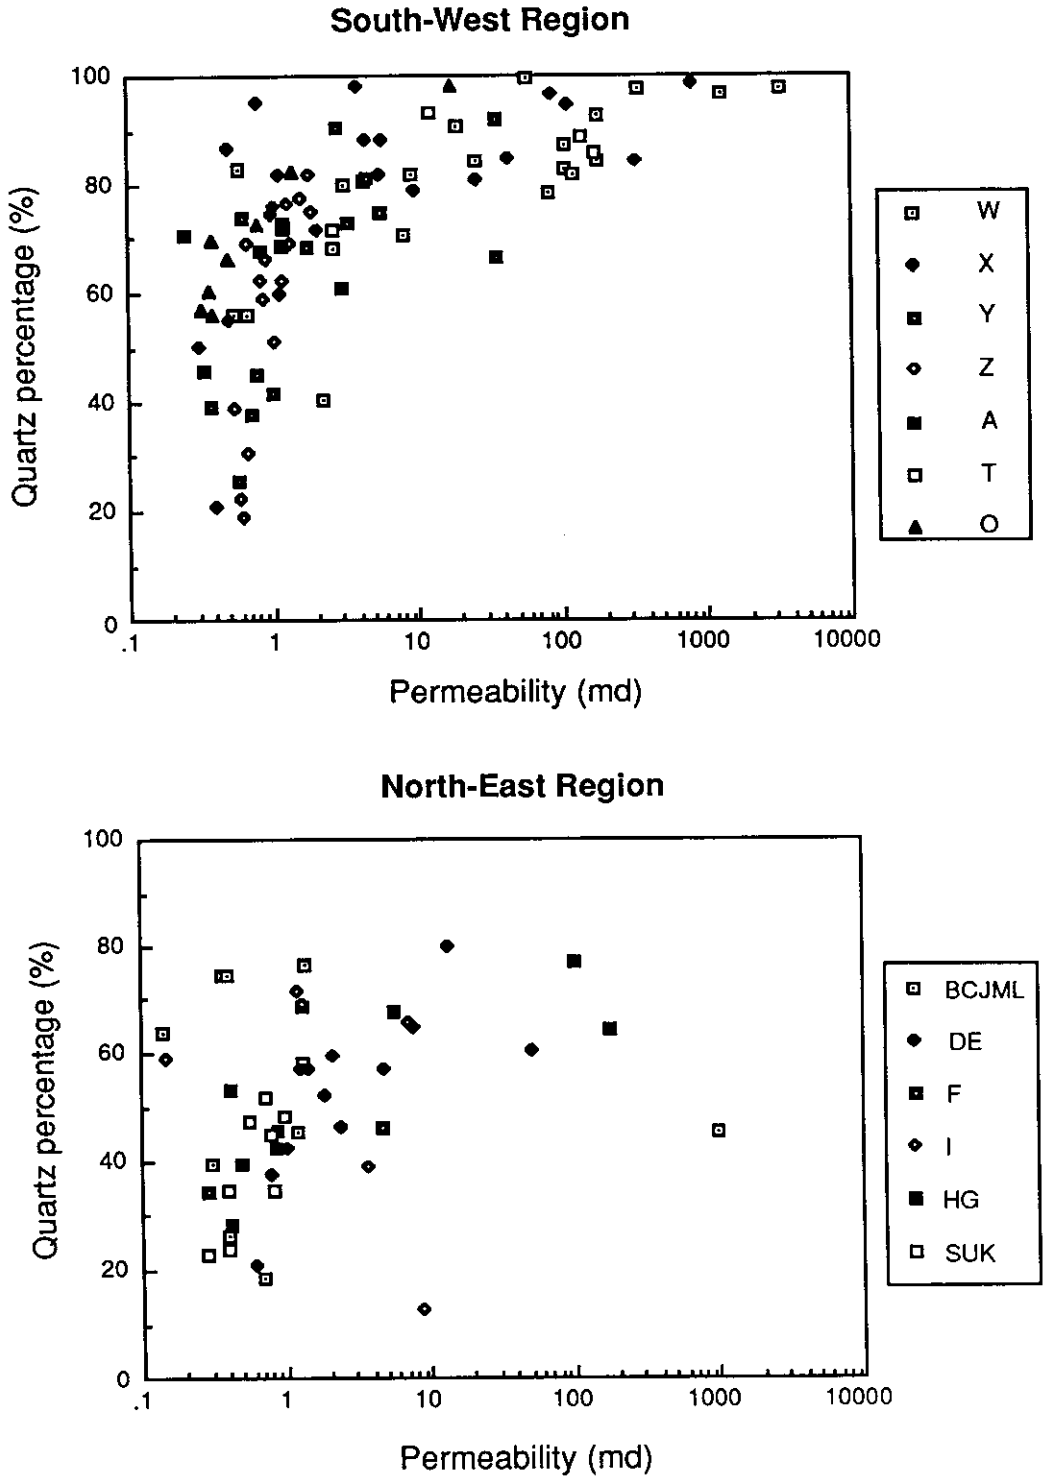 South-West Region
100
80
60
40
20
0
Quartz percentage (%)
.1 1 10 100 1000 10000
Permeability (md)
W
X
Y
Z
A
T
O
North-East Region
100
80
60
40
20
0
Quartz percentage (%)
.1 1 10 100 1000 10000
Permeability (md)
BCJML
DE
F
I
HG
SUK